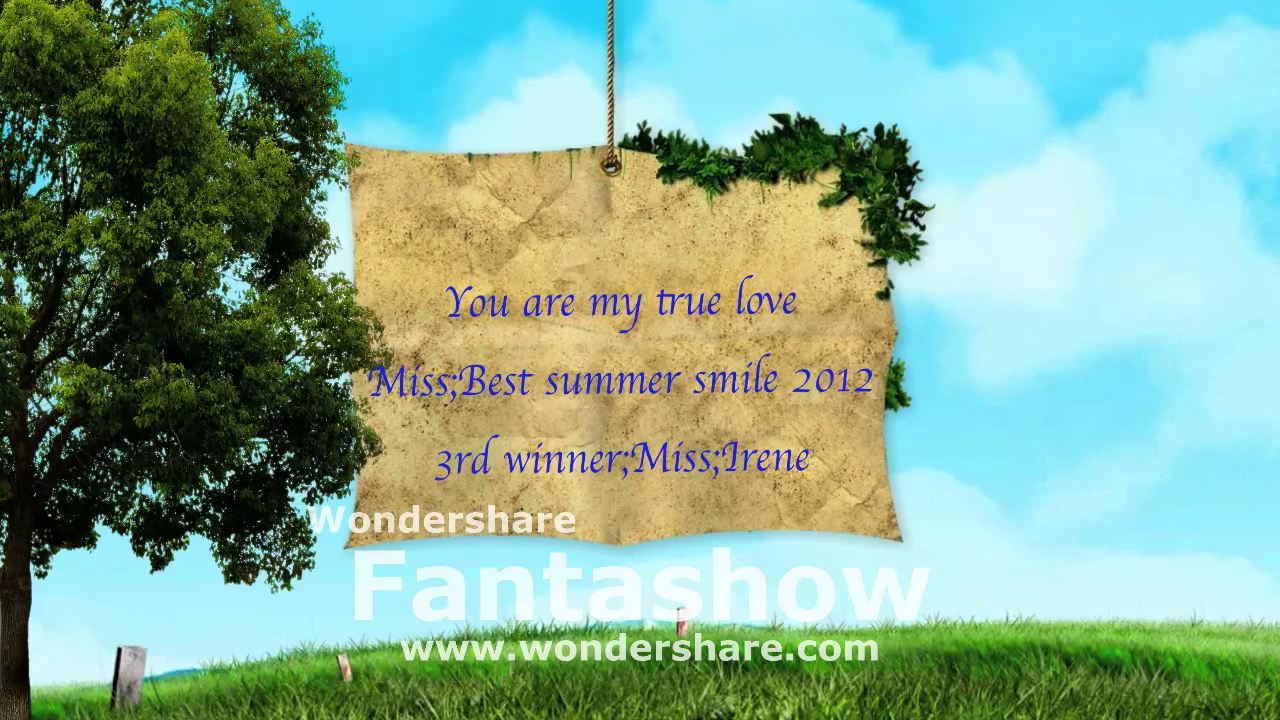 You are my true love
Miss;Best summer smile 2012
3rd winner;Miss;Irene
Wondershare
Fantashow
www.wondershare.com